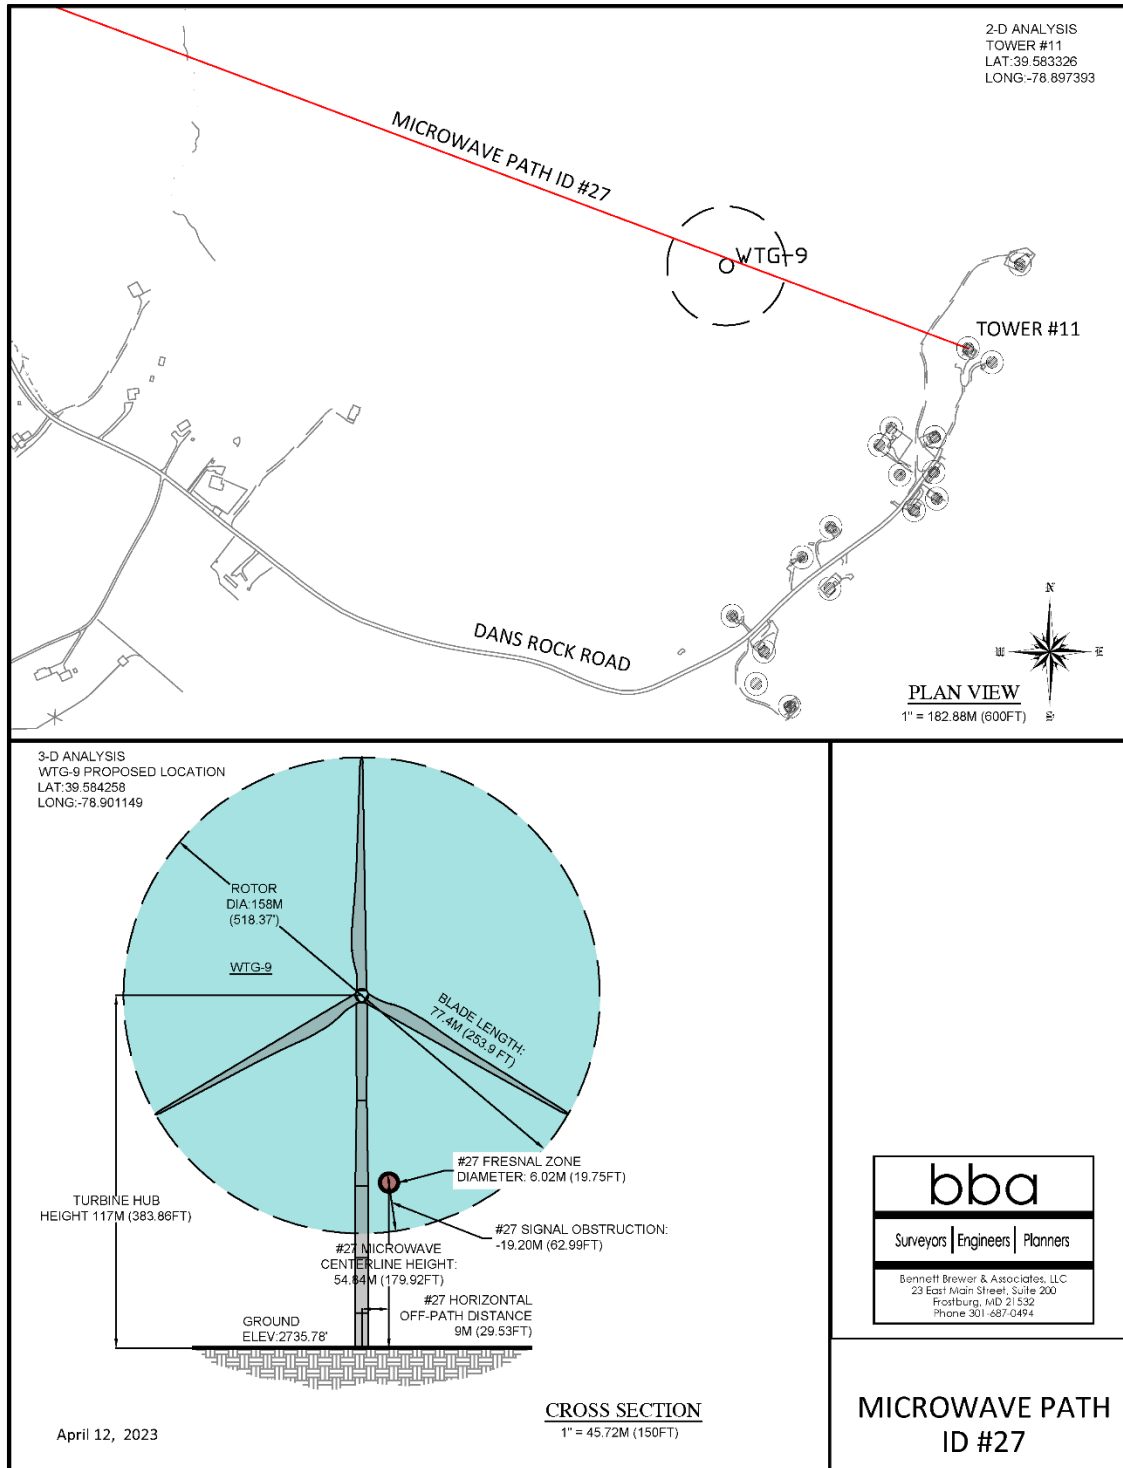 2-D ANALYSIS
TOWER #11
LAT:39.583326
LONG:-78.897393
MICROWAVE PATH ID #27
WTG-9
TOWER #11
DANS ROCK ROAD
N
W
E
S
PLAN VIEW
1" = 182.88M (600FT)
3-D ANALYSIS
WTG-9 PROPOSED LOCATION
LAT:39.584258
LONG:-78.901149
ROTOR
DIA:158M
(518.37')
WTG-9
BLADE LENGTH:
77.4M (253.9 FT)
#27 FRESNAL ZONE
DIAMETER: 6.02M (19.75FT)
TURBINE HUB
HEIGHT 117M (383.86FT)
#27 SIGNAL OBSTRUCTION:
-19.20M (62.99FT)
#27 MICROWAVE
CENTERLINE HEIGHT:
54.84M (179.92FT)
#27 HORIZONTAL
OFF-PATH DISTANCE
9M (29.53FT)
GROUND
ELEV:2735.78'
CROSS SECTION
1" = 45.72M (150FT)
April 12, 2023
bba
Surveyors | Engineers | Planners
Bennett Brewer & Associates, LLC
23 East Main Street, Suite 200
Frostburg, MD 21532
Phone 301-687-0494
MICROWAVE PATH
ID #27